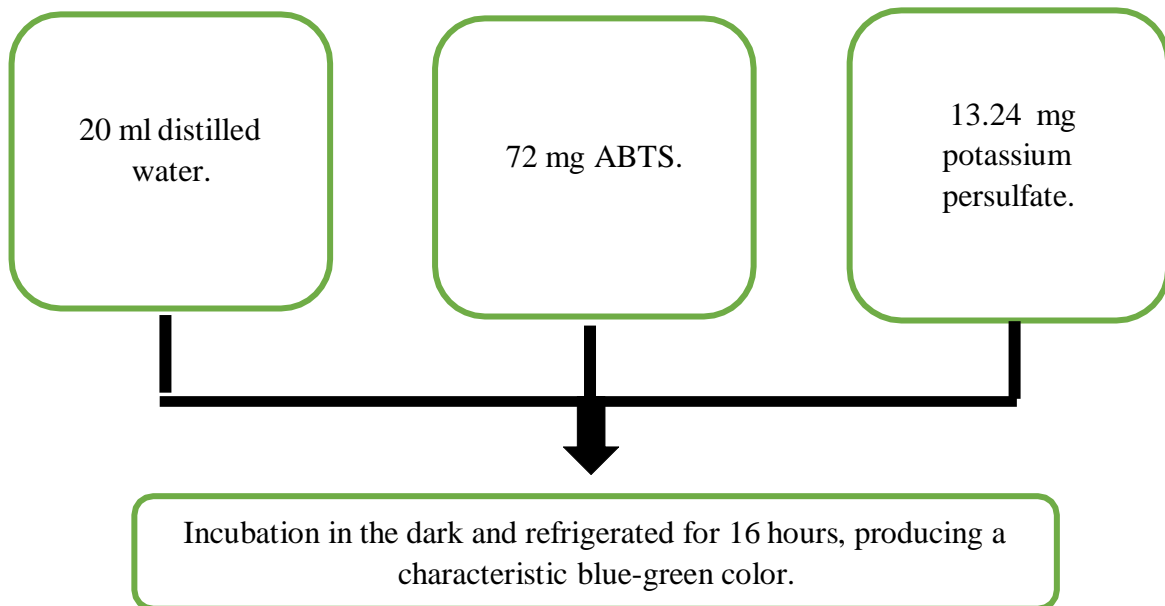 20 ml distilled
water.
72 mg ABTS.
13.24 mg
potassium
persulfate.
Incubation in the dark and refrigerated for 16 hours, producing a
characteristic blue-green color.